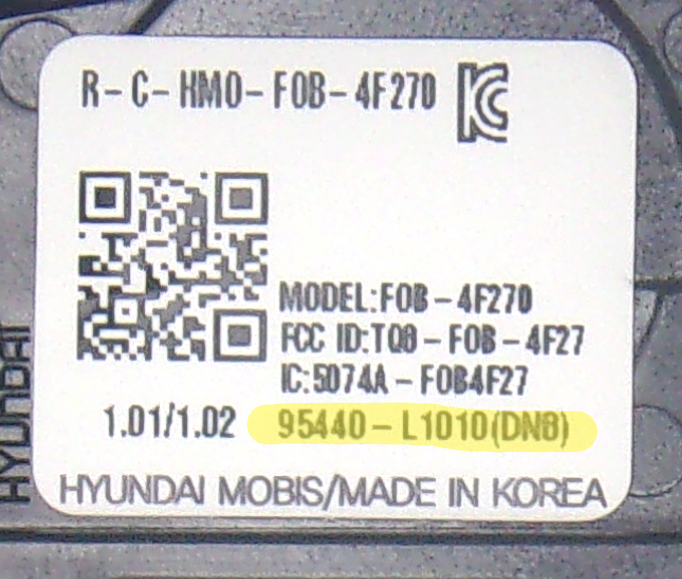 R-C-HM0-FOB-4F270
MODEL:FOB-4F270
FCC ID:TQ8-FOB-4F27
IC:5074A-FOB4F27
1.01/1.02 95440-L1010(DN8)
HYUNDAI MOBIS/MADE IN KOREA
HYUNDAI